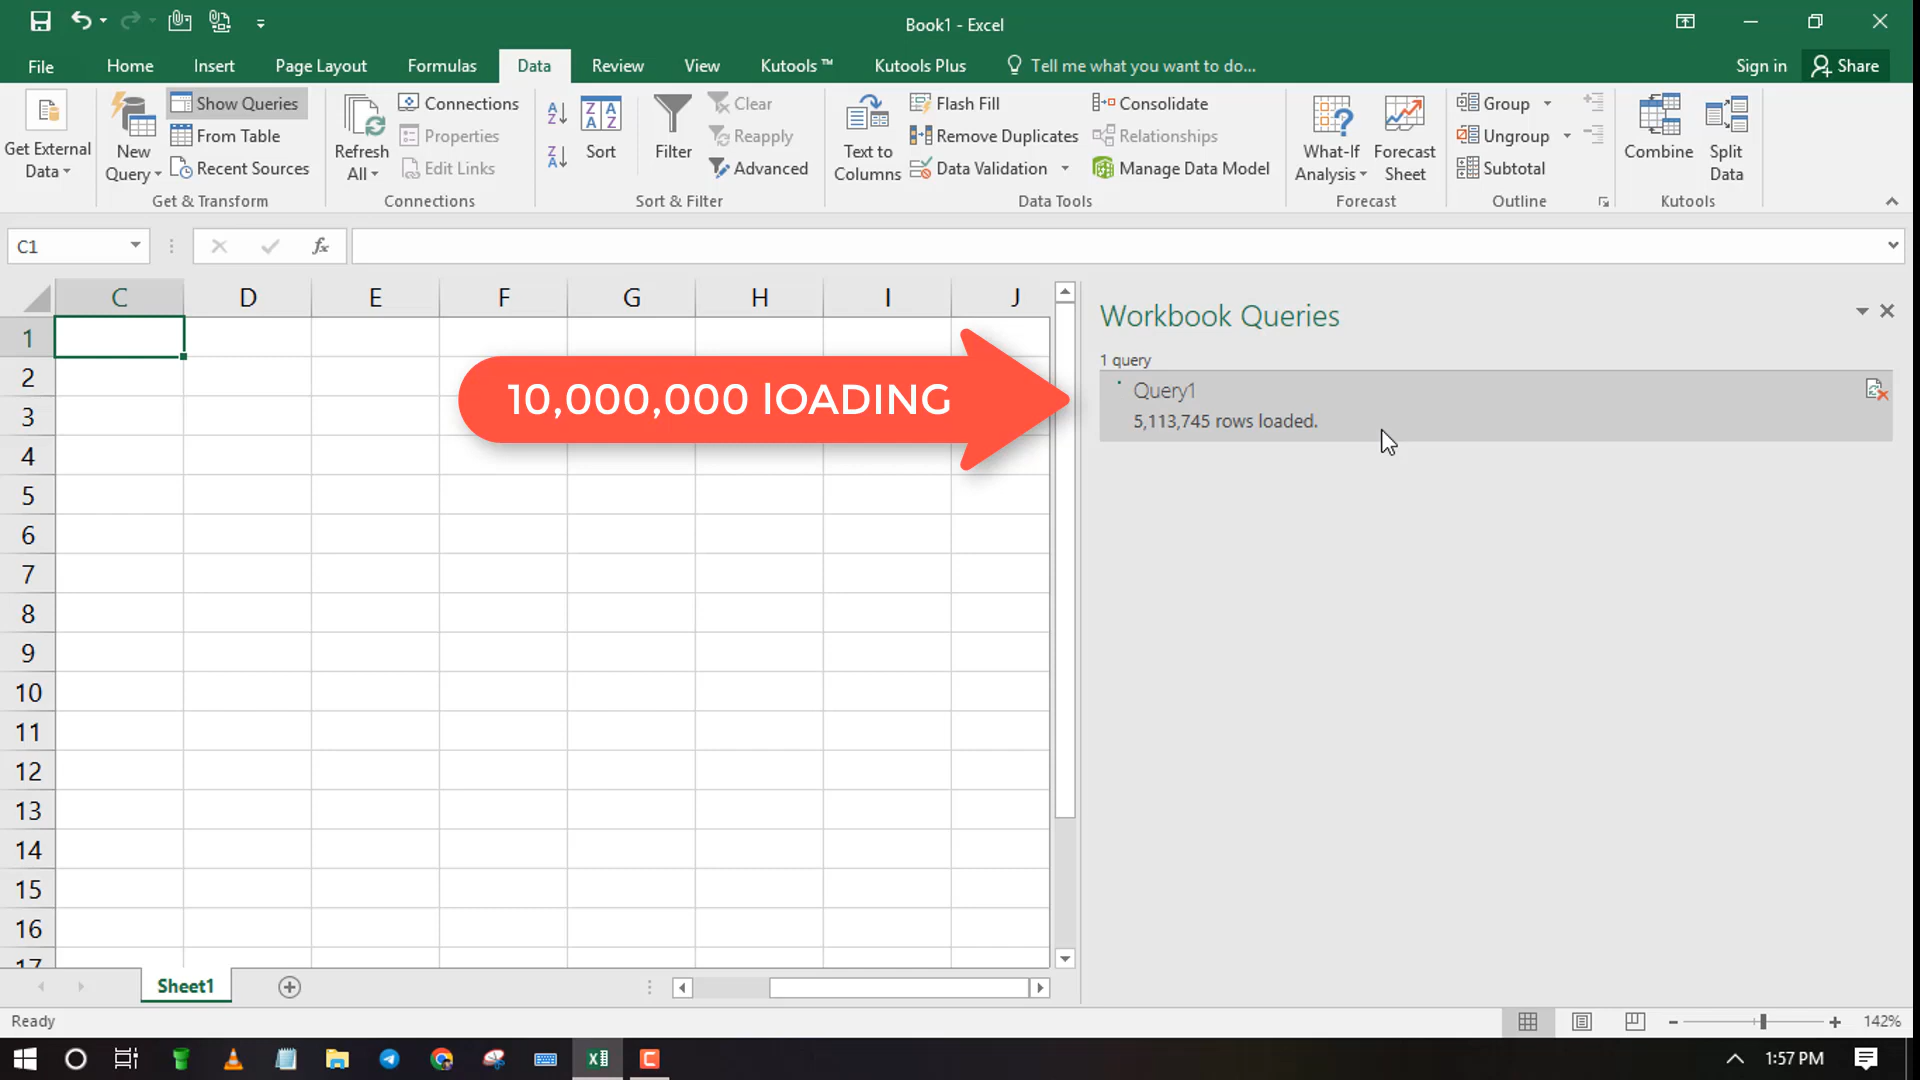 Book1 - Excel
File Home Insert Page Layout Formulas Data Review View Kutools ™ Kutools Plus Tell me what you want to do... Sign in Share
Get External Data
New Query
Show Queries
From Table
Recent Sources
Get & Transform
Refresh All
Connections
Properties
Edit Links
Connections
Sort
Filter
Clear
Reapply
Advanced
Sort & Filter
Text to Columns
Flash Fill
Remove Duplicates
Data Validation
Consolidate
Relationships
Manage Data Model
Data Tools
What-If Analysis
Forecast Sheet
Forecast
Group
Ungroup
Subtotal
Outline
Combine
Split Data
Kutools
C1
fx
C D E F G H I J
1
2
3
4
5
6
7
8
9
10
11
12
13
14
15
16
17
10,000,000 lOADING
Workbook Queries
1 query
Query1
5,113,745 rows loaded.
Sheet1
Ready
142%
1:57 PM